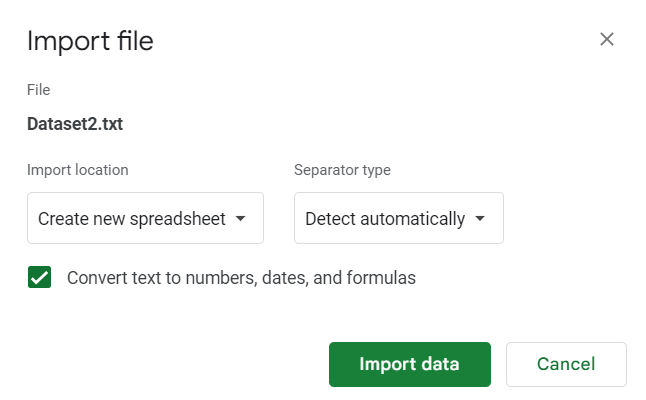 Import file
File
Dataset2.txt
Import location
Separator type
Create new spreadsheet
Detect automatically
Convert text to numbers, dates, and formulas
Import data
Cancel